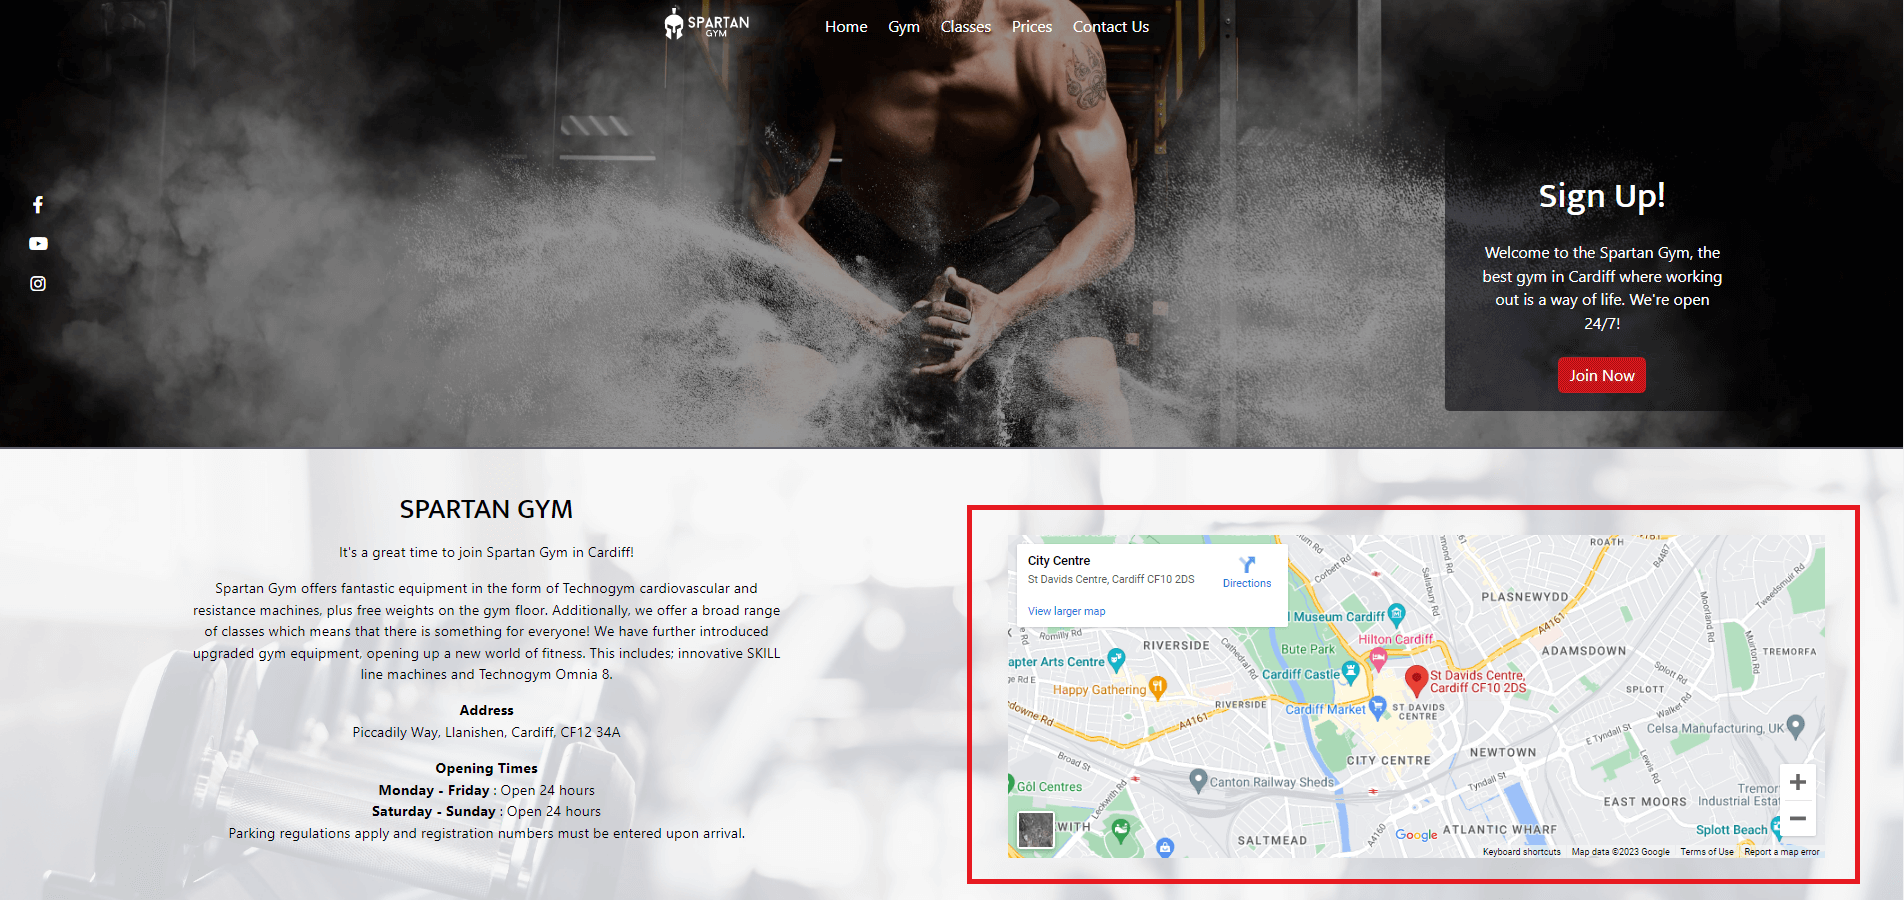 SPARTAN
GYM
Home Gym Classes Prices Contact Us
Sign Up!
Welcome to the Spartan Gym, the
best gym in Cardiff where working
out is a way of life. We're open
24/7!
Join Now
SPARTAN GYM
It's a great time to join Spartan Gym in Cardiff!
Spartan Gym offers fantastic equipment in the form of Technogym cardiovascular and
resistance machines, plus free weights on the gym floor. Additionally, we offer a broad range
of classes which means that there is something for everyone! We have further introduced
upgraded gym equipment, opening up a new world of fitness. This includes; innovative SKILL
line machines and Technogym Omnia 8.
Address
Piccadily Way, Llanishen, Cardiff, CF12 34A
Opening Times
Monday - Friday : Open 24 hours
Saturday - Sunday : Open 24 hours
Parking regulations apply and registration numbers must be entered upon arrival.
City Centre
St Davids Centre, Cardiff CF10 2DS
Directions
View larger map
ROATH
B4487
Tweedsmuir Rd
Corbett Rd
Salisbury Rd
PLASNEWYDD
Moorland Rd
A4161
l Museum Cardiff
Romilly Rd
RIVERSIDE
Cathedral Rd
Bute Park
Hilton Cardiff
ADAMSDOWN
Muirton Rd
TREMORFA
apter Arts Centre
Cardiff Castle
St Davids Centre,
Cardiff CF10 2DS
Splott Rd
SPLOTT
Happy Gathering
RIVERSIDE
Cardiff Market
ST DAVIDS
CENTRE
Walker Rd
downe Rd
A4161
E Tyndall St
Celsa Manufacturing, UK
NEWTOWN
Broad St
CITY CENTRE
Lewis Rd
Canton Railway Sheds
Tyndall St
Gôl Centres
Leckwith Rd
EAST MOORS
Tremor
Industrial Esta
WITH
SALTMEAD
A4160
Google
ATLANTIC WHARF
Splott Beach
Keyboard shortcuts Map data ©2023 Google Terms of Use Report a map error